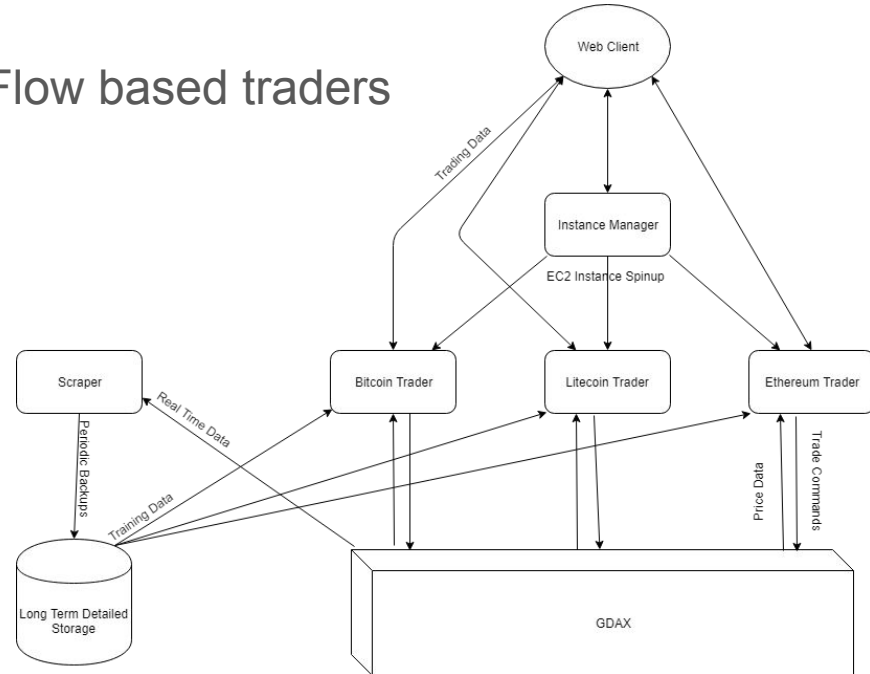 Flow based traders
Web Client
Trading Data
Instance Manager
EC2 Instance Spinup
Scraper
Bitcoin Trader
Litecoin Trader
Ethereum Trader
Real Time Data
Periodic Backups
Training Data
Price Data
Trade Commands
Long Term Detailed
Storage
GDAX